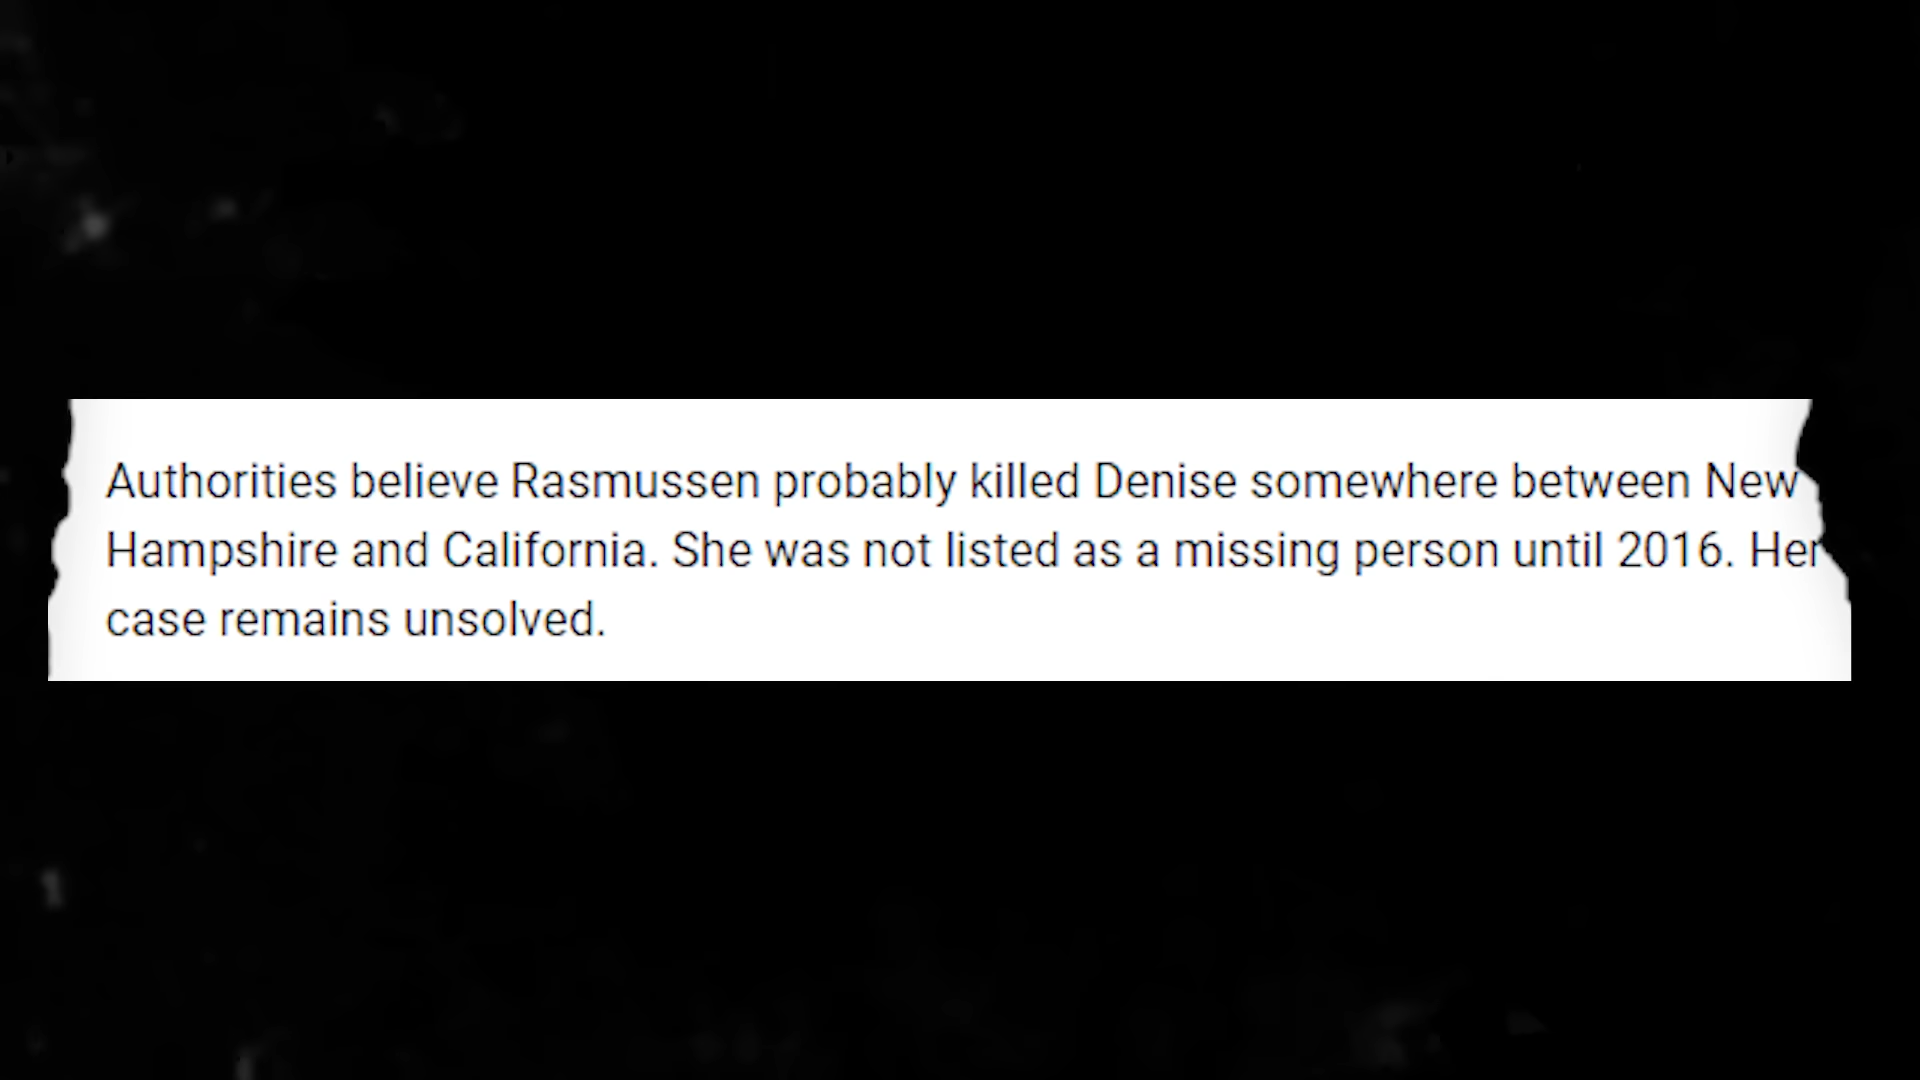 Authorities believe Rasmussen probably killed Denise somewhere between New
Hampshire and California. She was not listed as a missing person until 2016. Her
case remains unsolved.